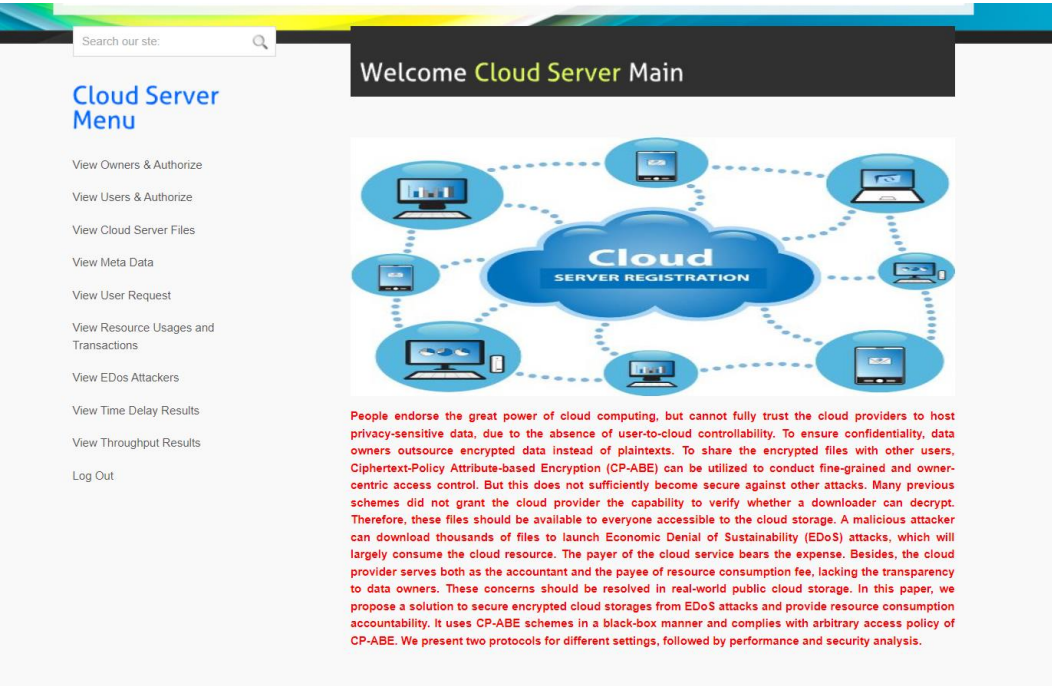 Search our ste:
Welcome Cloud Server Main
Cloud Server
Menu
View Owners & Authorize
View Users & Authorize
View Cloud Server Files
View Meta Data
View User Request
View Resource Usages and
Transactions
View EDos Attackers
View Time Delay Results
View Throughput Results
Log Out
Cloud
SERVER REGISTRATION
People endorse the great power of cloud computing, but cannot fully trust the cloud providers to host
privacy-sensitive data, due to the absence of user-to-cloud controllability. To ensure confidentiality, data
owners outsource encrypted data instead of plaintexts. To share the encrypted files with other users,
Ciphertext-Policy Attribute-based Encryption (CP-ABE) can be utilized to conduct fine-grained and owner-
centric access control. But this does not sufficiently become secure against other attacks. Many previous
schemes did not grant the cloud provider the capability to verify whether a downloader can decrypt.
Therefore, these files should be available to everyone accessible to the cloud storage. A malicious attacker
can download thousands of files to launch Economic Denial of Sustainability (EDoS) attacks, which will
largely consume the cloud resource. The payer of the cloud service bears the expense. Besides, the cloud
provider serves both as the accountant and the payee of resource consumption fee, lacking the transparency
to data owners. These concerns should be resolved in real-world public cloud storage. In this paper, we
propose a solution to secure encrypted cloud storages from EDoS attacks and provide resource consumption
accountability. It uses CP-ABE schemes in a black-box manner and complies with arbitrary access policy of
CP-ABE. We present two protocols for different settings, followed by performance and security analysis.